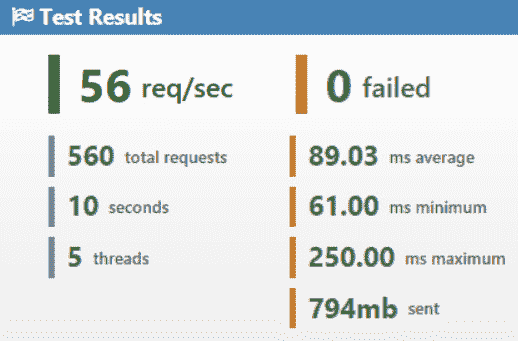 Test Results
56 req/sec
0 failed
560 total requests
89.03 ms average
10 seconds
61.00 ms minimum
5 threads
250.00 ms maximum
794mb sent